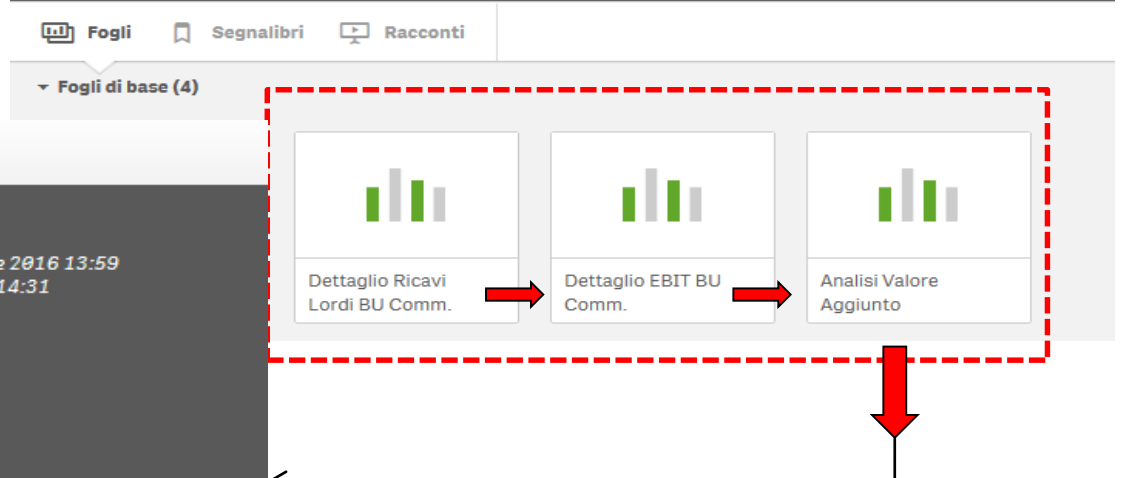 Fogli Segnalibri Racconti
Fogli di base (4)
2016 13:59
14:31
Dettaglio Ricavi
Lordi BU Comm.
Dettaglio EBIT BU
Comm.
Analisi Valore
Aggiunto